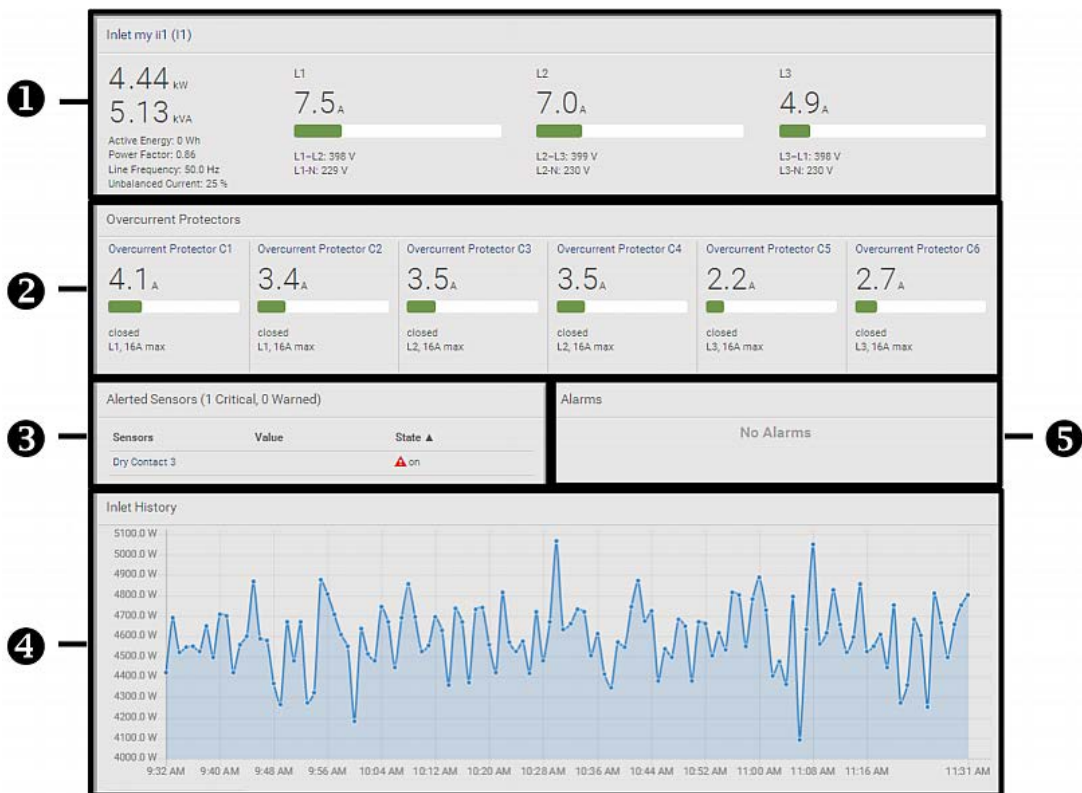 Inlet my ii1 (I1)
❶
4.44 kW
5.13 kVA
Active Energy: 0 Wh
Power Factor: 0.86
Line Frequency: 50.0 Hz
Unbalanced Current: 25 %
L1
7.5 A
L1–L2: 398 V
L1-N: 229 V
L2
7.0 A
L2–L3: 399 V
L2-N: 230 V
L3
4.9 A
L3–L1: 398 V
L3-N: 230 V
❷
Overcurrent Protectors
Overcurrent Protector C1
4.1 A
closed
L1, 16A max
Overcurrent Protector C2
3.4 A
closed
L1, 16A max
Overcurrent Protector C3
3.5 A
closed
L2, 16A max
Overcurrent Protector C4
3.5 A
closed
L2, 16A max
Overcurrent Protector C5
2.2 A
closed
L3, 16A max
Overcurrent Protector C6
2.7 A
closed
L3, 16A max
❸
Alerted Sensors (1 Critical, 0 Warned)
Sensors Value State ▲
Dry Contact 3 on
Alarms
No Alarms
❺
❹
Inlet History
5100.0 W
5000.0 W
4900.0 W
4800.0 W
4700.0 W
4600.0 W
4500.0 W
4400.0 W
4300.0 W
4200.0 W
4100.0 W
4000.0 W
9:32 AM 9:40 AM 9:48 AM 9:56 AM 10:04 AM 10:12 AM 10:20 AM 10:28 AM 10:36 AM 10:44 AM 10:52 AM 11:00 AM 11:08 AM 11:16 AM 11:31 AM